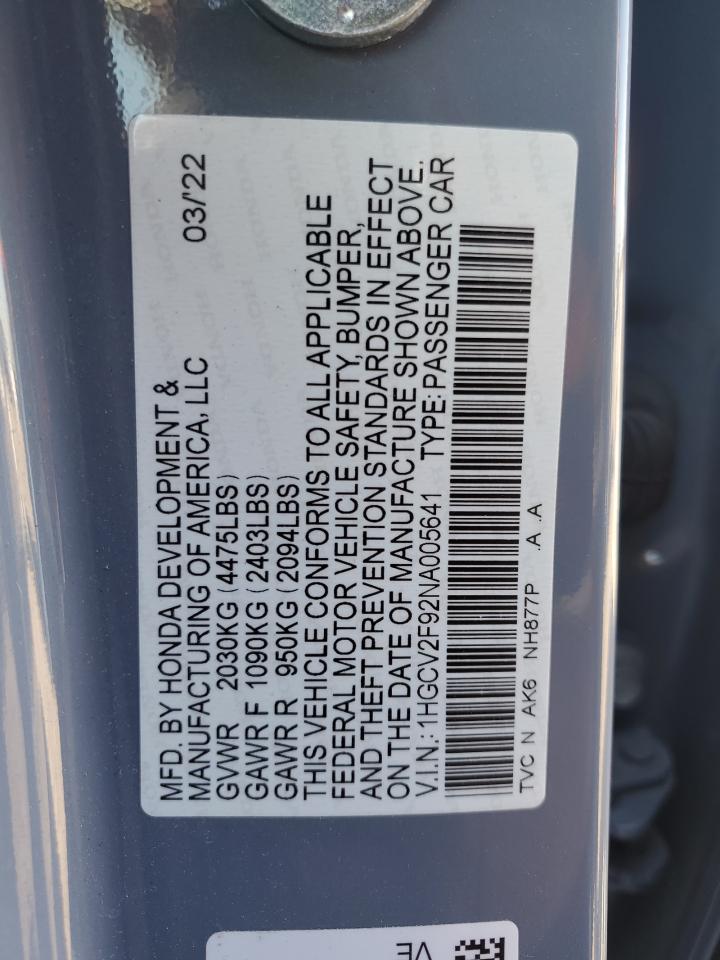 MFD. BY HONDA DEVELOPMENT &
MANUFACTURING OF AMERICA, LLC 03/'22
GVWR 2030KG (4475LBS)
GAWR F 1090KG (2403LBS)
GAWR R 950KG (2094LBS)
THIS VEHICLE CONFORMS TO ALL APPLICABLE
FEDERAL MOTOR VEHICLE SAFETY, BUMPER,
AND THEFT PREVENTION STANDARDS IN EFFECT
ON THE DATE OF MANUFACTURE SHOWN ABOVE.
V.I.N.: 1HGCV2F92NA005641 TYPE: PASSENGER CAR
TVC N AK6 NH877P .A .A
VE